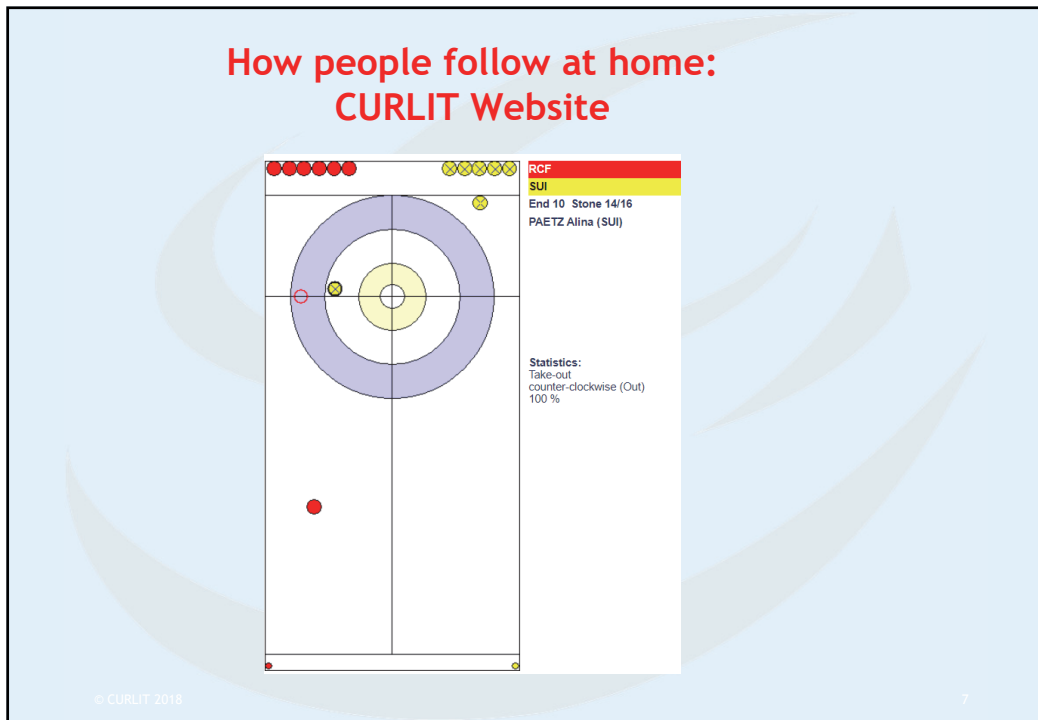 How people follow at home:
CURLIT Website
RCF
SUI
End 10 Stone 14/16
PAETZ Alina (SUI)
Statistics:
Take-out
counter-clockwise (Out)
100 %
© CURLIT 2018
7